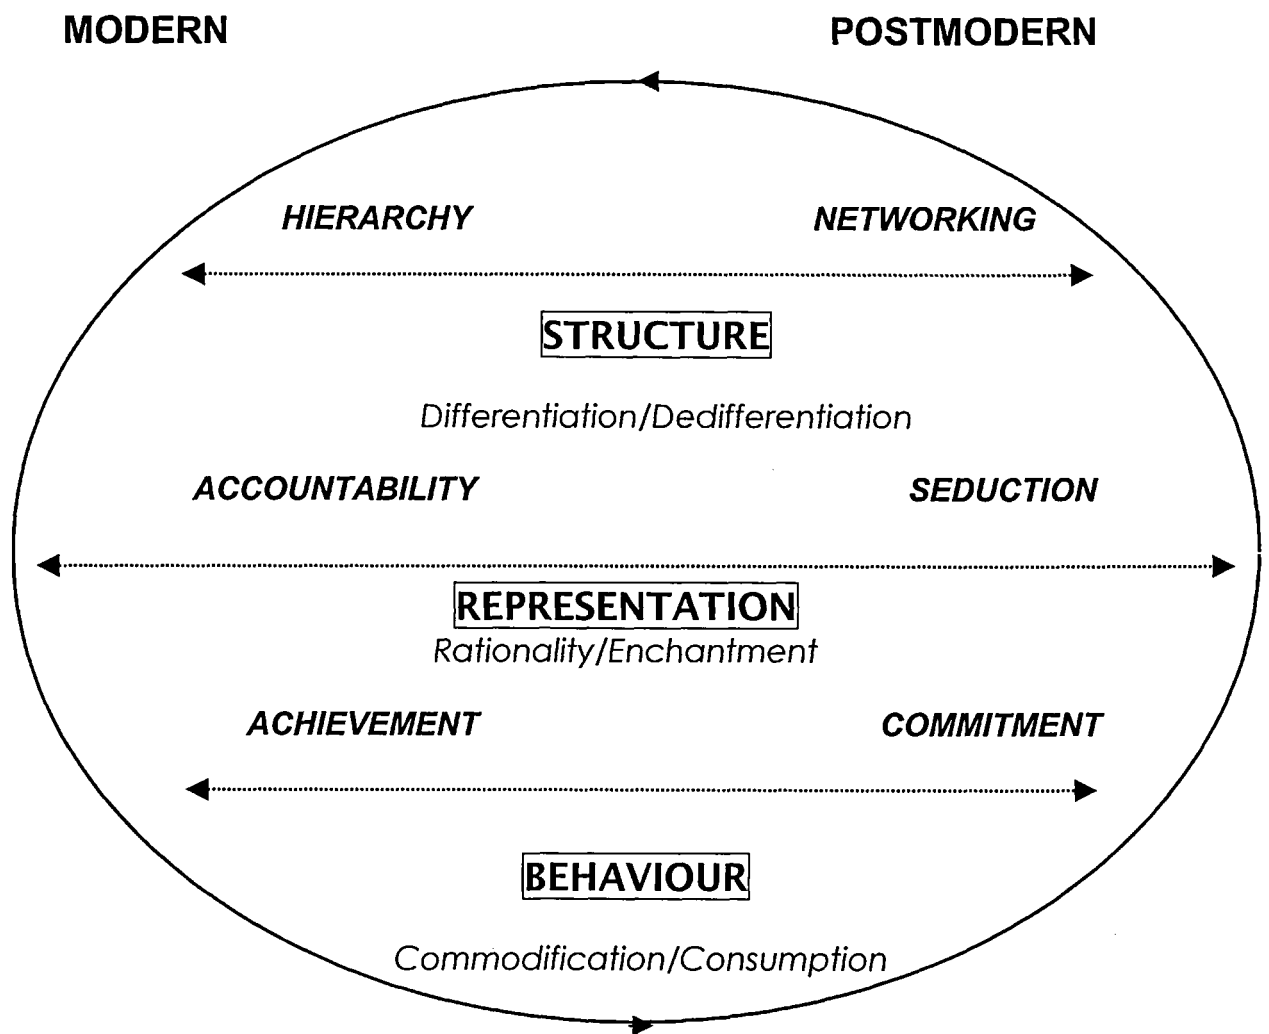 MODERN POSTMODERN
HIERARCHY NETWORKING
STRUCTURE
Differentiation/Dedifferentiation
ACCOUNTABILITY SEDUCTION
REPRESENTATION
Rationality/Enchantment
ACHIEVEMENT COMMITMENT
BEHAVIOUR
Commodification/Consumption